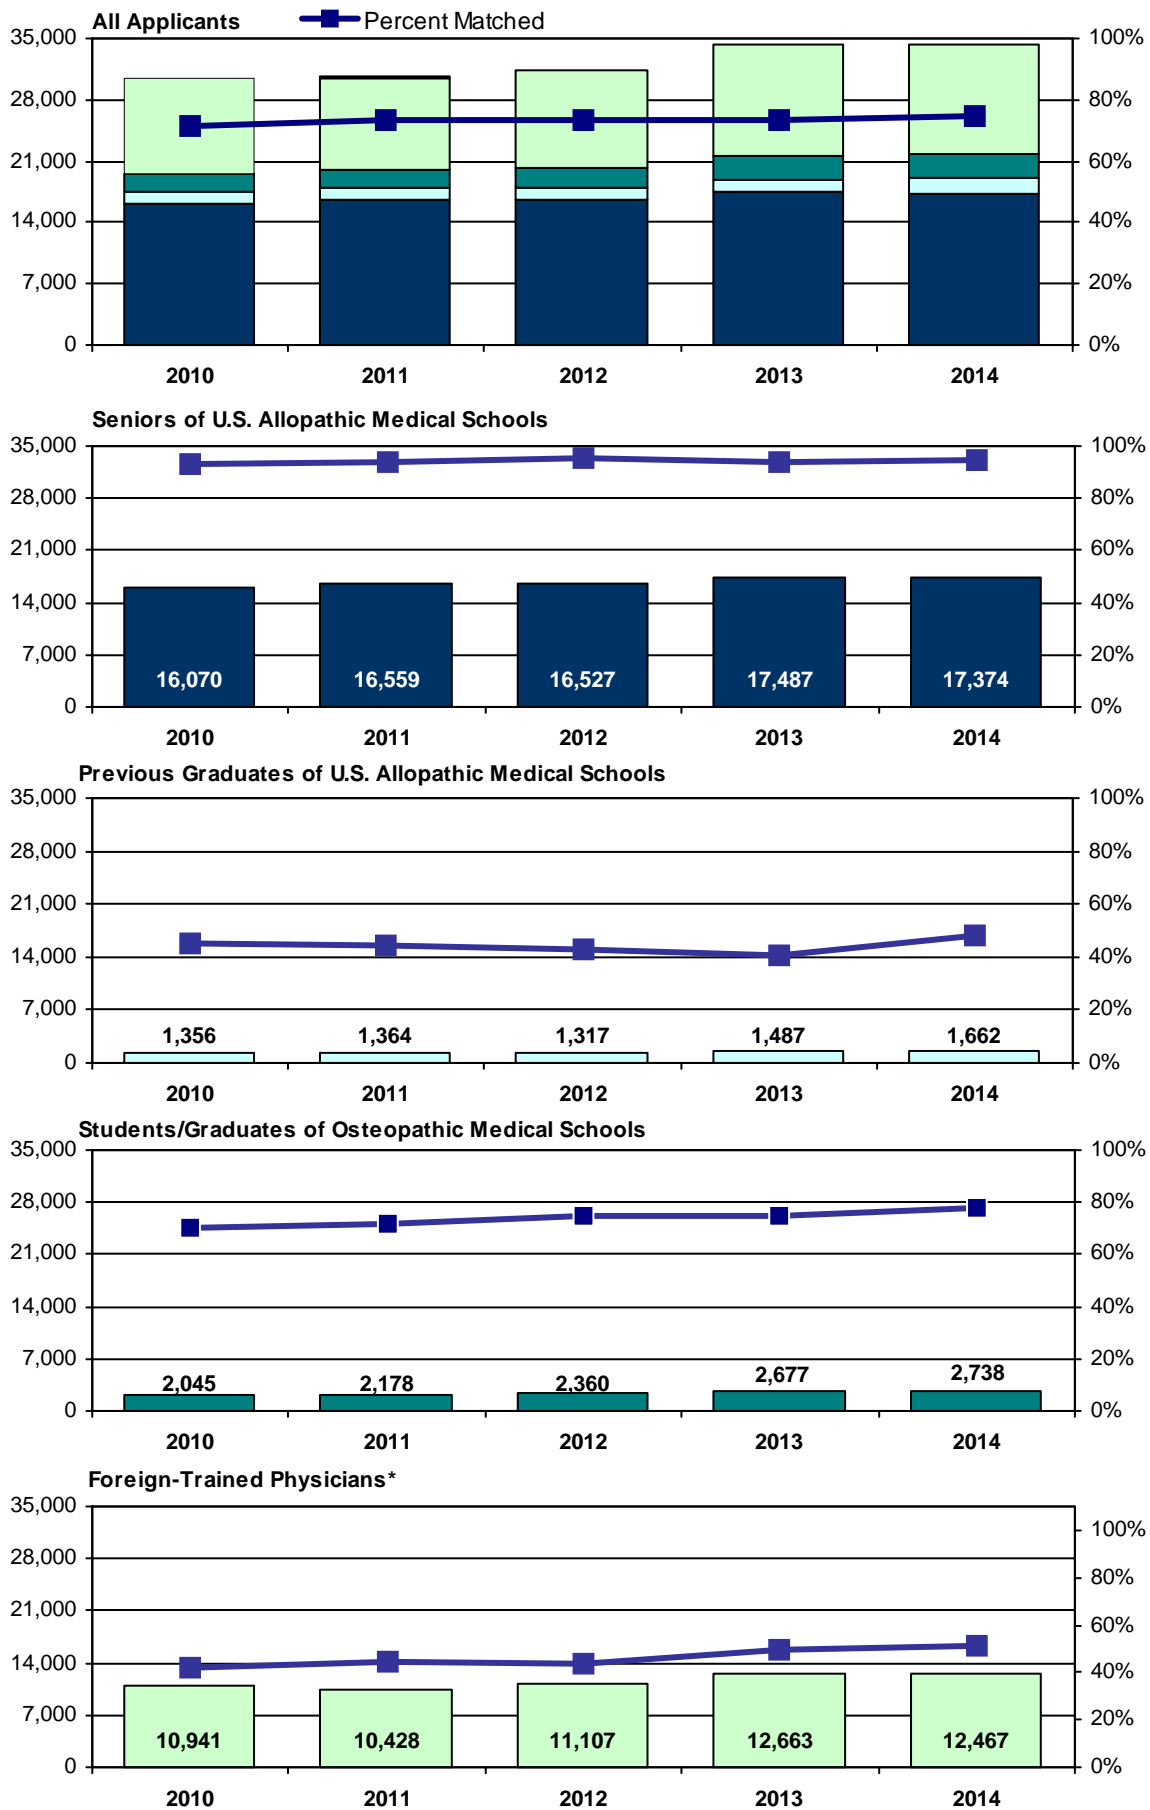 All Applicants Percent Matched
35,000 100%
28,000 80%
21,000 60%
14,000 40%
7,000 20%
0 0%
2010 2011 2012 2013 2014
Seniors of U.S. Allopathic Medical Schools
35,000 100%
28,000 80%
21,000 60%
14,000 40%
7,000 20%
16,070 16,559 16,527 17,487 17,374
0 0%
2010 2011 2012 2013 2014
Previous Graduates of U.S. Allopathic Medical Schools
35,000 100%
28,000 80%
21,000 60%
14,000 40%
7,000 20%
1,356 1,364 1,317 1,487 1,662
0 0%
2010 2011 2012 2013 2014
Students/Graduates of Osteopathic Medical Schools
35,000 100%
28,000 80%
21,000 60%
14,000 40%
7,000 20%
2,045 2,178 2,360 2,677 2,738
0 0%
2010 2011 2012 2013 2014
Foreign-Trained Physicians*
35,000
100%
28,000
80%
21,000
60%
14,000
40%
7,000
20%
10,941 10,428 11,107 12,663 12,467
0 0%
2010 2011 2012 2013 2014